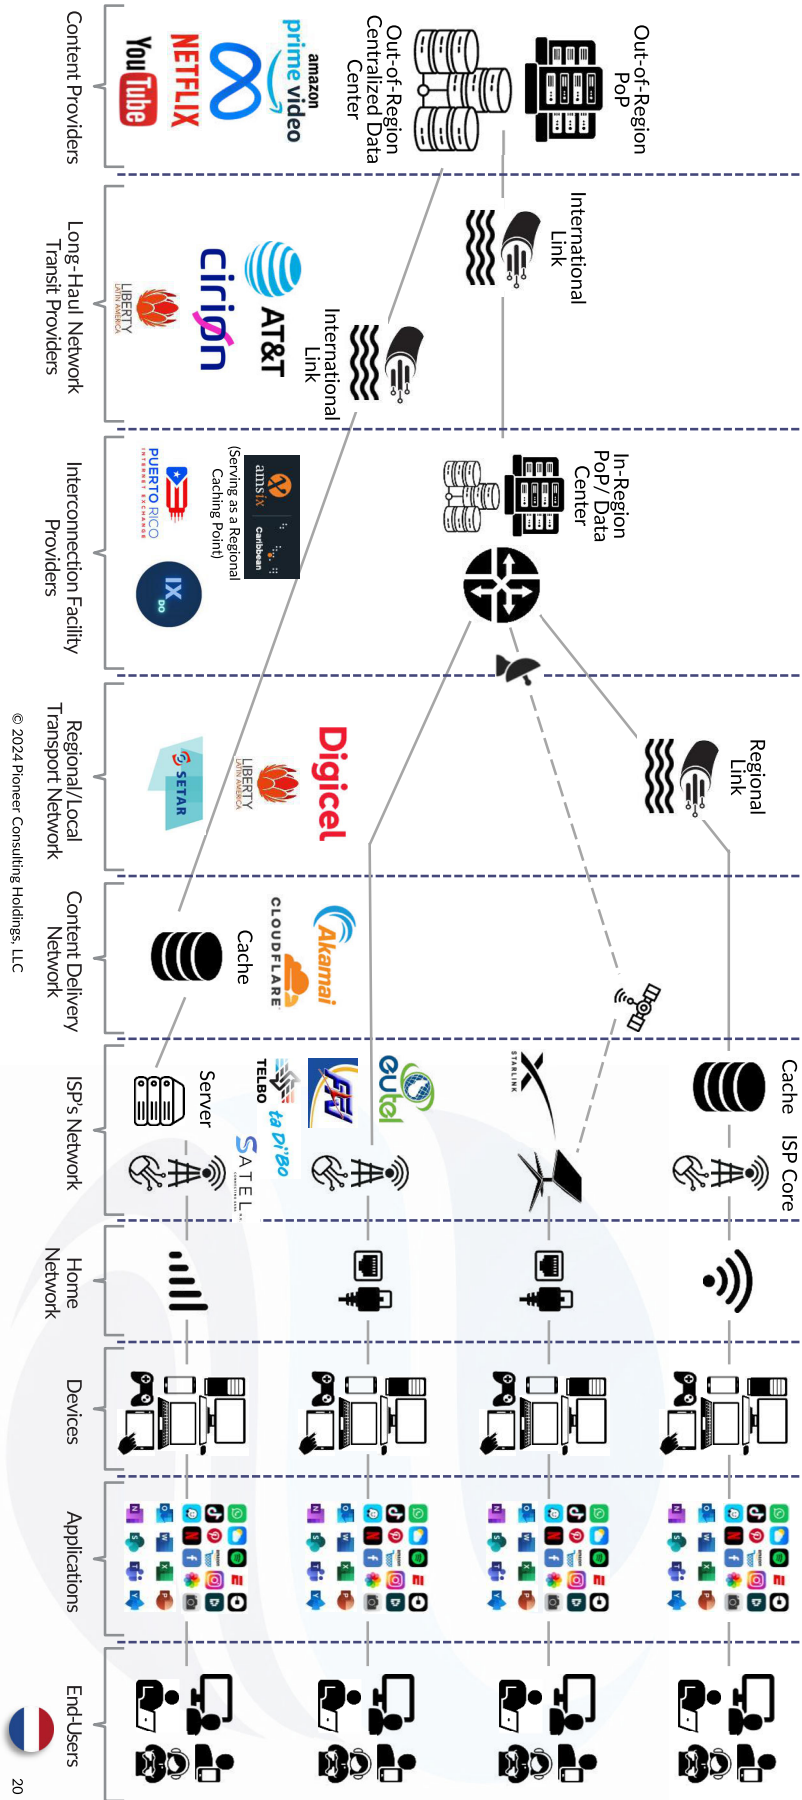 Out-of-Region
PoP
Out-of-Region
Centralized Data
Center
amazon
prime video
NETFLIX
YouTube
Content Providers
International
Link
International
Link
AT&T
cirion
LIBERTY
LATIN AMERICA
Long-Haul Network
Transit Providers
In-Region
PoP/ Data
Center
amsix
Caribbean
(Serving as a Regional
Caching Point)
PUERTO RICO
INTERNET EXCHANGE
IX
DO
Interconnection Facility
Providers
Regional
Link
Digicel
LIBERTY
LATIN AMERICA
SETAR
Regional/Local
Transport Network
Akamai
CLOUDFLARE
Cache
Content Delivery
Network
Cache
ISP Core
STARLINK
eutel
TELBO
ta Di'Bo
SATEL
Server
ISP's Network
Home
Network
Devices
Applications
End-Users
© 2024 Pioneer Consulting Holdings, LLC
20